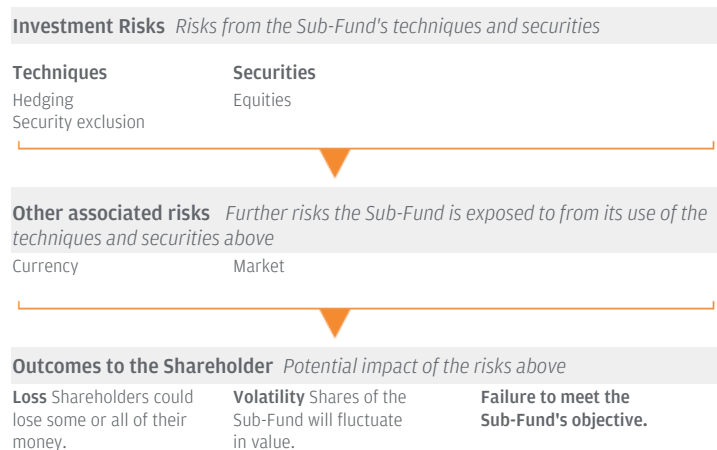 Investment Risks Risks from the Sub-Fund's techniques and securities
Techniques Securities
Hedging Equities
Security exclusion
Other associated risks Further risks the Sub-Fund is exposed to from its use of the
techniques and securities above
Currency Market
Outcomes to the Shareholder Potential impact of the risks above
Loss Shareholders could
lose some or all of their
money.
Volatility Shares of the
Sub-Fund will fluctuate
in value.
Failure to meet the
Sub-Fund's objective.